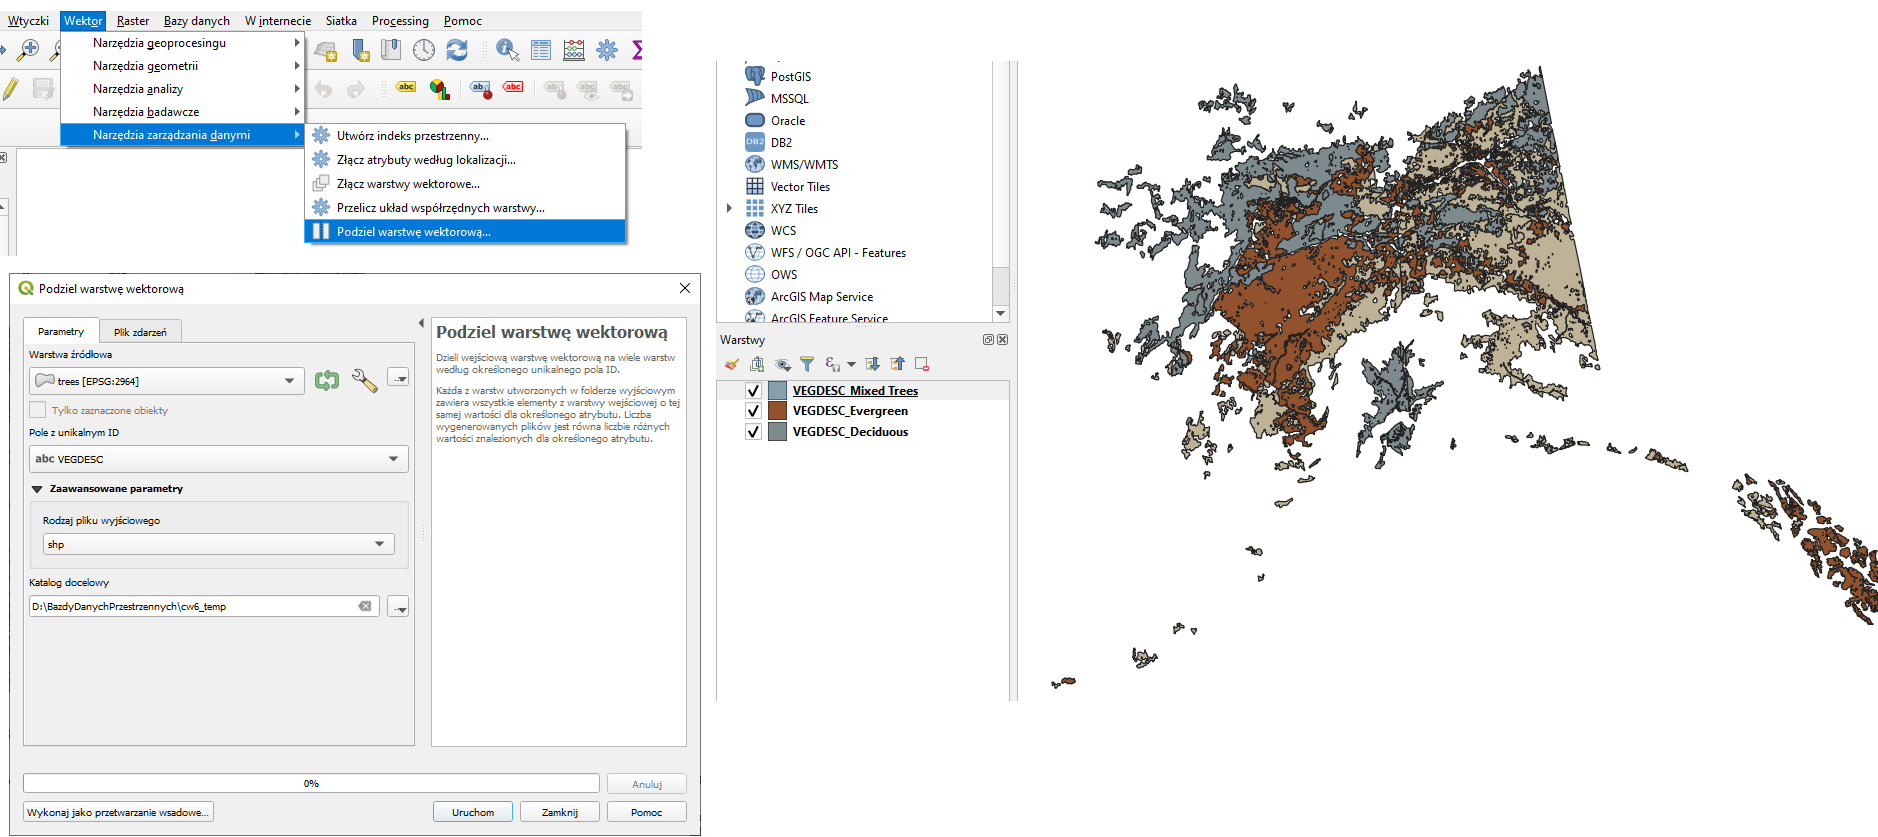 Wtyczki Wektor Raster Bazy danych W internecie Siatka Processing Pomoc
Narzędzia geoprocesingu
Narzędzia geometrii
Narzędzia analizy
Narzędzia badawcze
Narzędzia zarządzania danymi
abc abc abc abc abc abc
Utwórz indeks przestrzenny...
Złącz atrybuty według lokalizacji...
Złącz warstwy wektorowe...
Przelicz układ współrzędnych warstwy...
Podziel warstwę wektorową...
Podziel warstwę wektorową
Parametry Plik zdarzeń
Warstwa źródłowa
trees [EPSG:2964]
Tylko zaznaczone obiekty
Pole z unikalnym ID
abc VEGDESC
Zaawansowane parametry
Rodzaj pliku wyjściowego
shp
Katalog docelowy
D:\BazdyDanychPrzestrzennych\cw6_temp
Podziel warstwę wektorową
Dzieli wejściową warstwę wektorową na wiele warstw
według określonego unikalnego pola ID.
Każda z warstw utworzonych w folderze wyjściowym
zawiera wszystkie elementy z warstwy wejściowej o tej
samej wartości dla określonego atrybutu. Liczba
wygenerowanych plików jest równa liczbie różnych
wartości znalezionych dla określonego atrybutu.
0%
Anuluj
Wykonaj jako przetwarzanie wsadowe...
Uruchom Zamknij Pomoc
PostGIS
MSSQL
Oracle
DB2 DB2
WMS/WMTS
Vector Tiles
XYZ Tiles
WCS
WFS / OGC API - Features
OWS
ArcGIS Map Service
ArcGIS Feature Service
Warstwy
VEGDESC_Mixed Trees
VEGDESC_Evergreen
VEGDESC_Deciduous